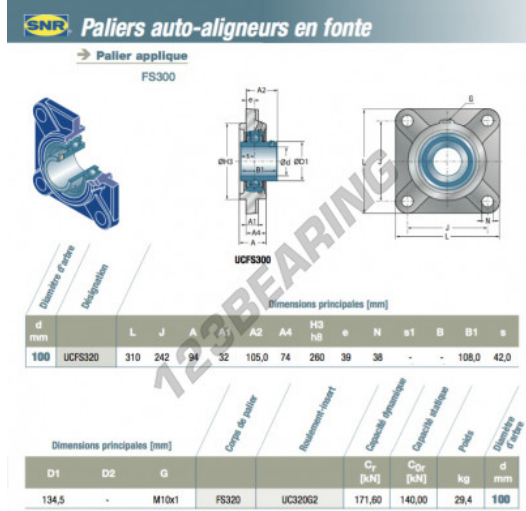 SNR Paliers auto-aligneurs en fonte
Palier applique
FS300
A2
e
G
ØH3
s
B1
Ød
ØD1
L
J
A1
A4
A
N
J
L
UCFS300
123BEARING
Diamètre d'arbre
Désignation
Dimensions principales [mm]
d mm L J A A1 A2 A4 H3 h8 e N s1 B B1 s
100 UCFS320 310 242 94 32 105,0 74 260 39 38 - - 108,0 42,0
Dimensions principales [mm]
Corps de palier
Roulement-insert
Capacité dynamique
Capacité statique
Poids
Diamètre d'arbre
D1 D2 G Cr [kN] C0r [kN] kg d mm
134,5 - M10x1 FS320 UC320G2 171,60 140,00 29,4 100